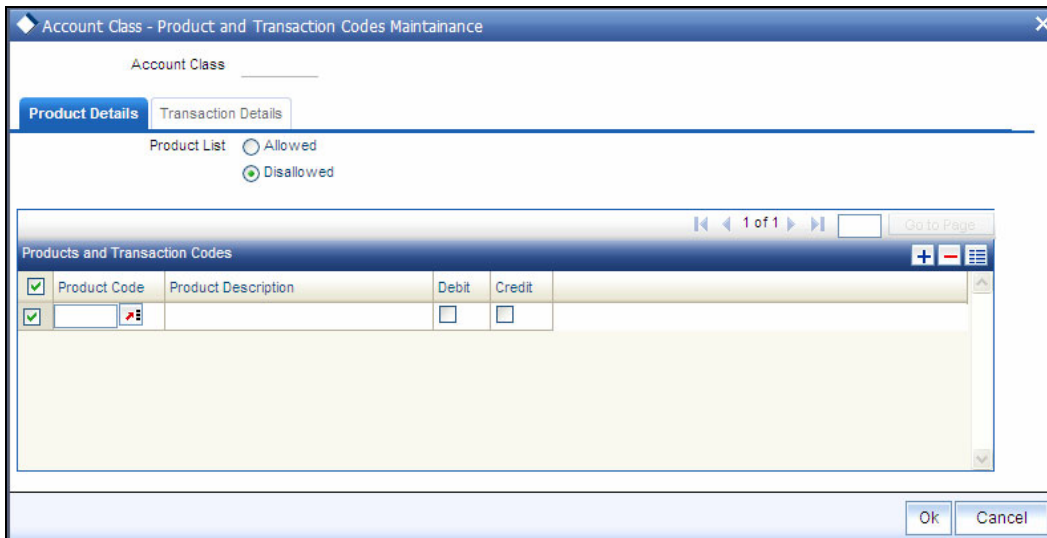 Account Class - Product and Transaction Codes Maintainance
Account Class
Product Details Transaction Details
Product List Allowed
Disallowed
1 of 1 Go to Page
Products and Transaction Codes
Product Code Product Description Debit Credit
Ok Cancel